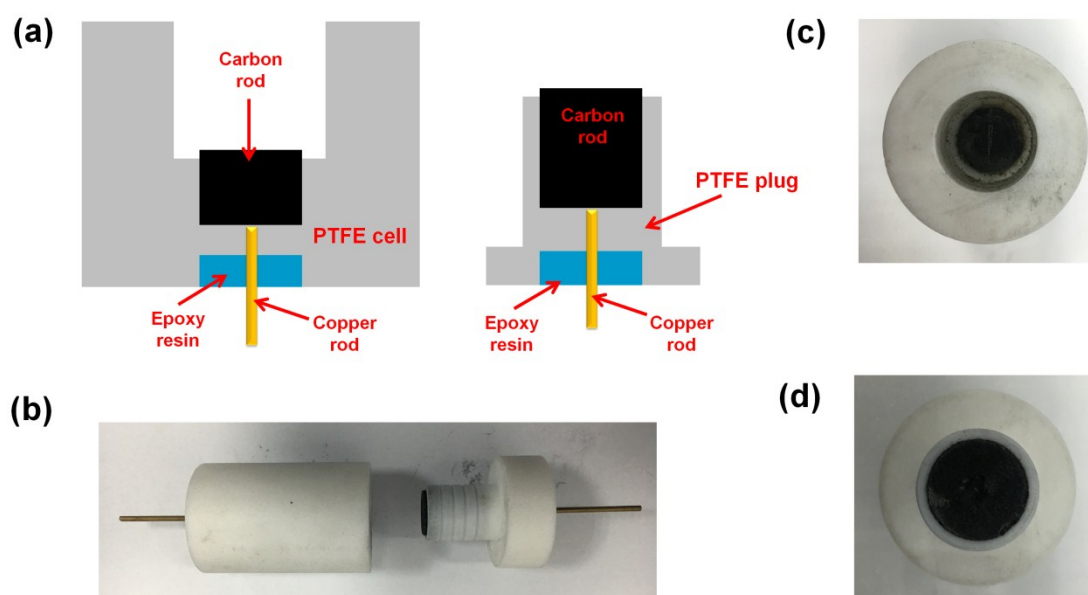 (a)
Carbon
rod
PTFE cell
Epoxy
resin
Copper
rod
Carbon
rod
PTFE plug
Epoxy
resin
Copper
rod
(b)
(c)
(d)